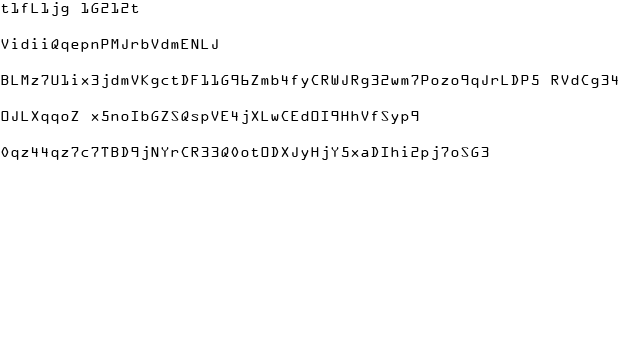 t1fL1jg 1G212t
VidiiQqepnPMJrbVdmENLJ
BLMz7U1ix3jdmVKgctDF11G96Zmb4fyCRWJRg32wm7Pozo9qJrLDP5 RVdCg34
OJLXqqoZ x5noIbGZSQspVE4jXLwCEdOI9HhVfSyp9
0qz44qz7c7TBD9jNYrCR33Q0otODXJyHjY5xaDIhi2pj7oSG3